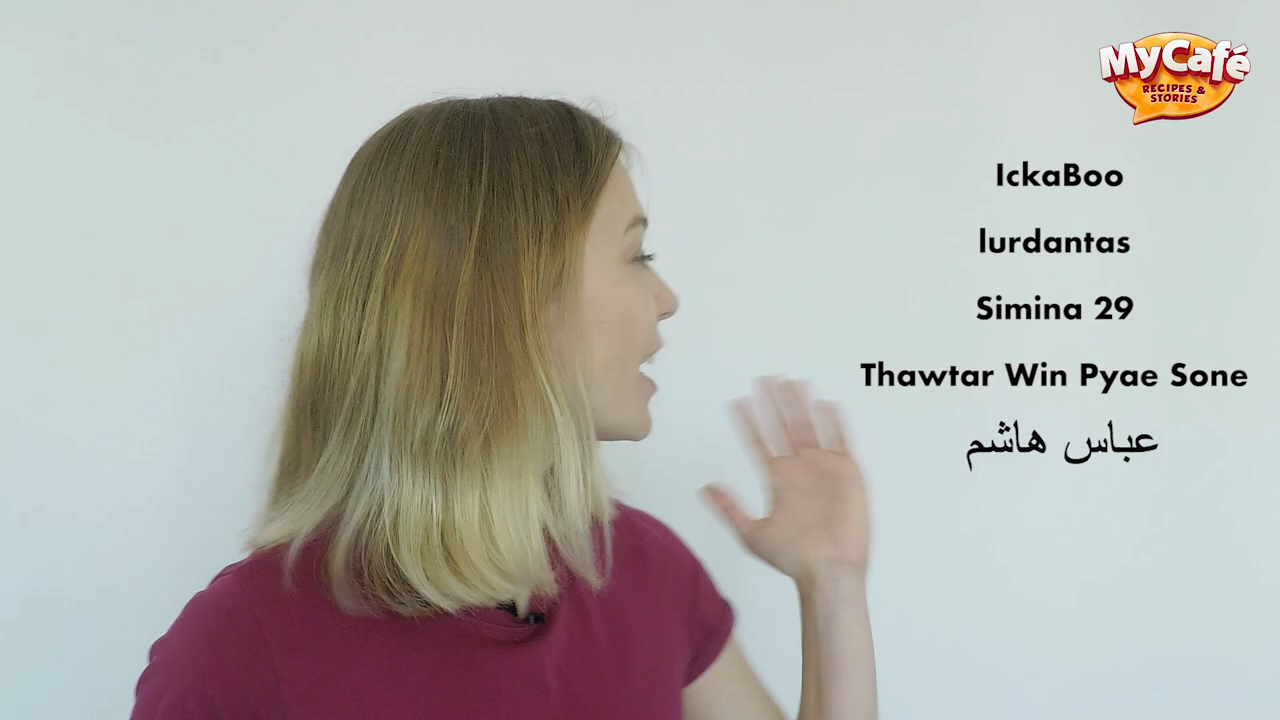 MyCafé
RECIPES &
STORIES
IckaBoo
lurdantas
Simina 29
Thawtar Win Pyae Sone
عباس هاشم